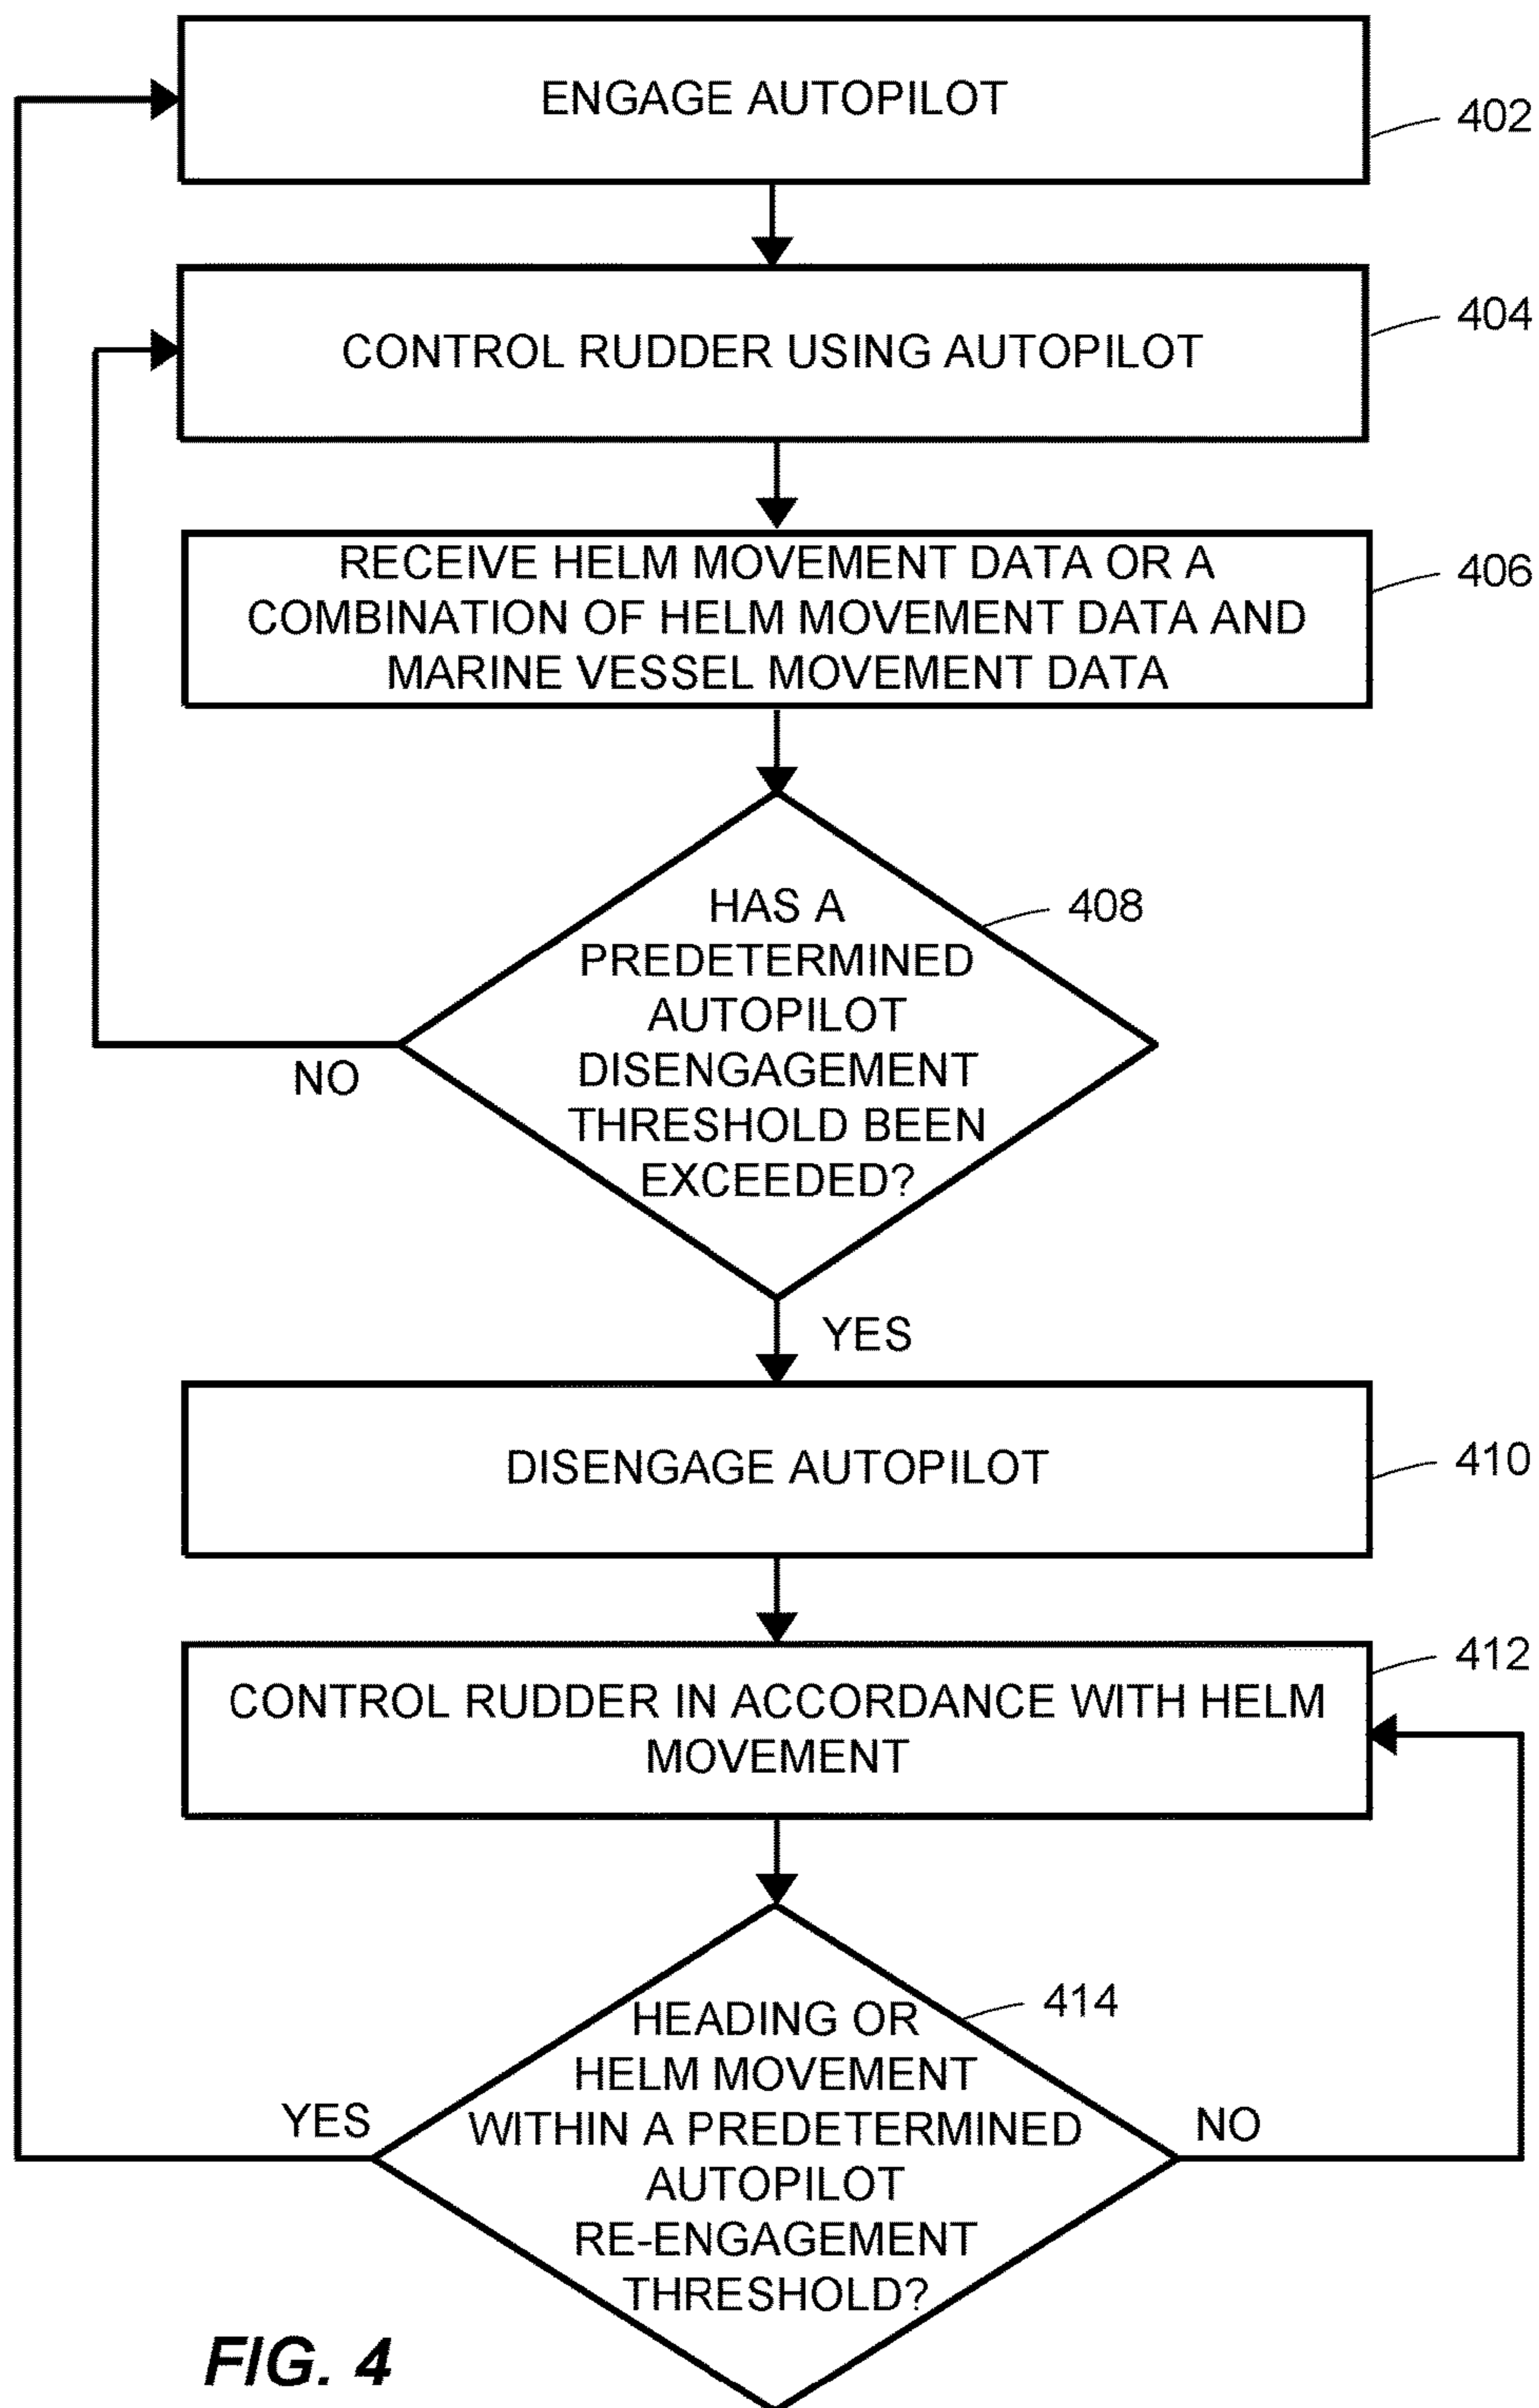 ENGAGE AUTOPILOT
402
CONTROL RUDDER USING AUTOPILOT
404
RECEIVE HELM MOVEMENT DATA OR A
COMBINATION OF HELM MOVEMENT DATA AND
MARINE VESSEL MOVEMENT DATA
406
HAS A
PREDETERMINED
AUTOPILOT
DISENGAGEMENT
THRESHOLD BEEN
EXCEEDED?
408
NO
YES
DISENGAGE AUTOPILOT
410
CONTROL RUDDER IN ACCORDANCE WITH HELM
MOVEMENT
412
HEADING OR
HELM MOVEMENT
WITHIN A PREDETERMINED
AUTOPILOT
RE-ENGAGEMENT
THRESHOLD?
414
YES
NO
FIG. 4